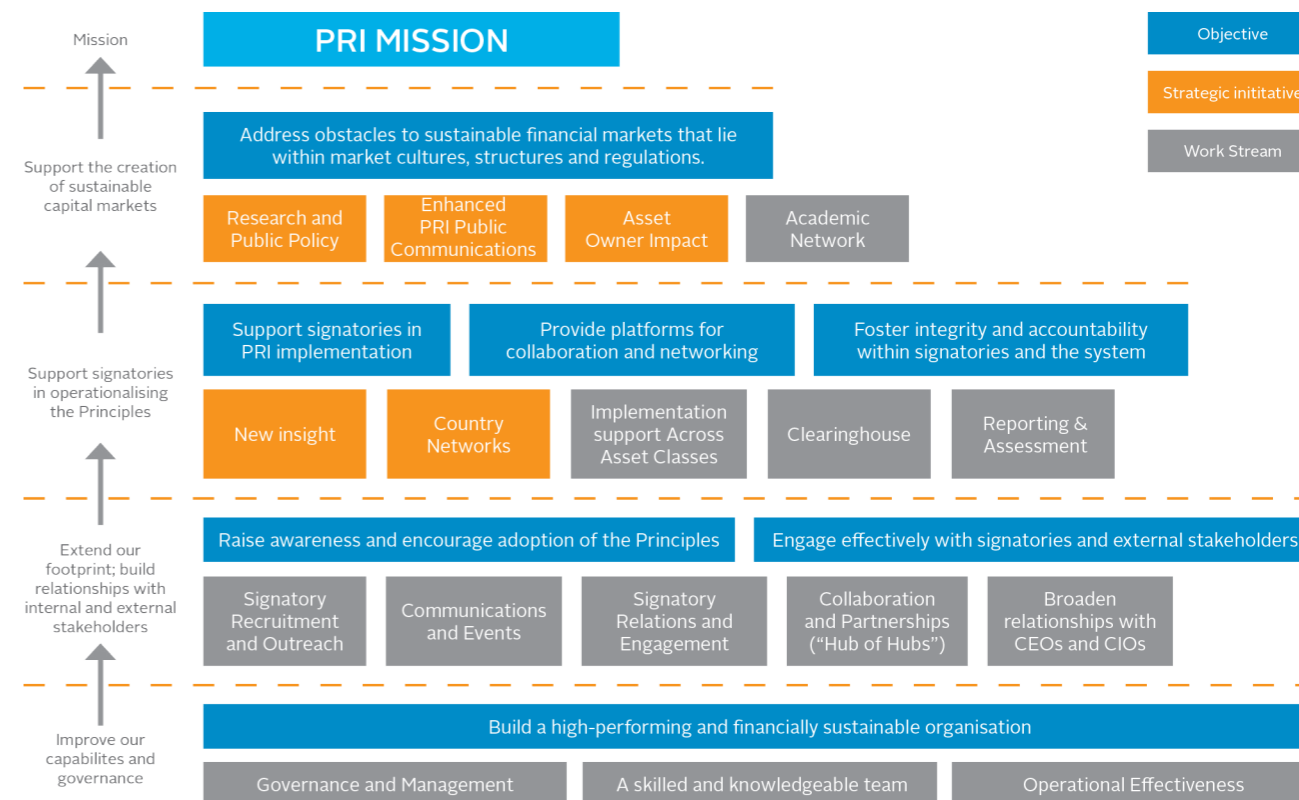 Mission
PRI MISSION
Objective
Strategic inititative
Work Stream
Support the creation
of sustainable
capital markets
Address obstacles to sustainable financial markets that lie
within market cultures, structures and regulations.
Research and
Public Policy
Enhanced
PRI Public
Communications
Asset
Owner Impact
Academic
Network
Support signatories
in operationalising
the Principles
Support signatories in
PRI implementation
Provide platforms for
collaboration and networking
Foster integrity and accountability
within signatories and the system
New insight
Country
Networks
Implementation
support Across
Asset Classes
Clearinghouse
Reporting &
Assessment
Extend our
footprint; build
relationships with
internal and external
stakeholders
Raise awareness and encourage adoption of the Principles
Engage effectively with signatories and external stakeholders
Signatory
Recruitment
and Outreach
Communications
and Events
Signatory
Relations and
Engagement
Collaboration
and Partnerships
(“Hub of Hubs”)
Broaden
relationships with
CEOs and CIOs
Improve our
capabilites and
governance
Build a high-performing and financially sustainable organisation
Governance and Management
A skilled and knowledgeable team
Operational Effectiveness